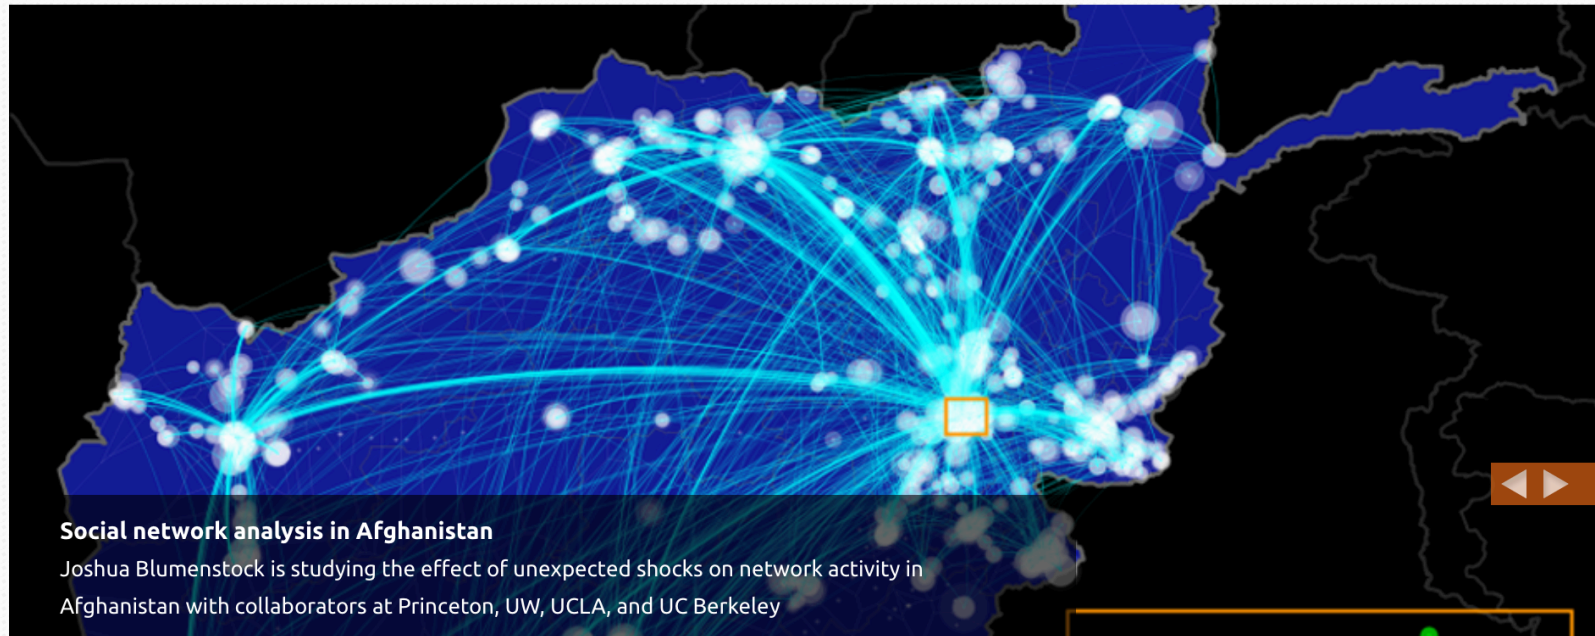 Social network analysis in Afghanistan
Joshua Blumenstock is studying the effect of unexpected shocks on network activity in
Afghanistan with collaborators at Princeton, UW, UCLA, and UC Berkeley